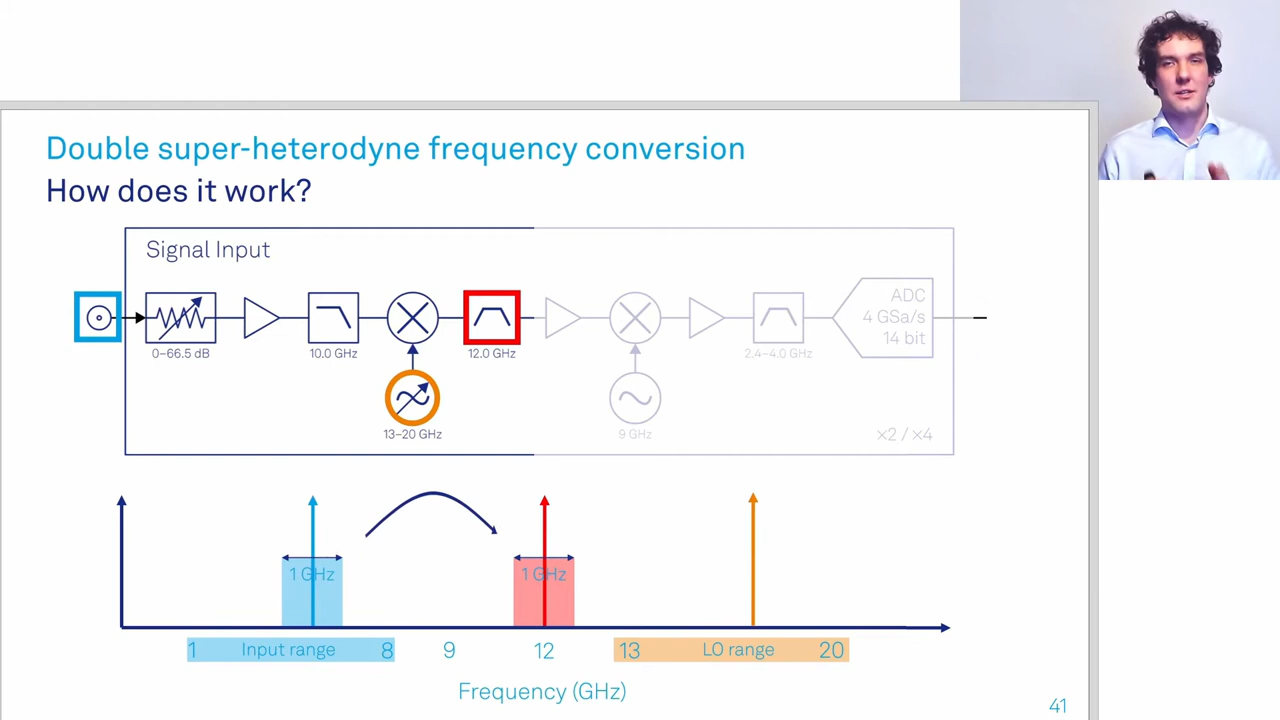 Double super-heterodyne frequency conversion
How does it work?
Signal Input
ADC
4 GSa/s
14 bit
0–66.5 dB
10.0 GHz
12.0 GHz
2.4–4.0 GHz
13–20 GHz
9 GHz
×2 / ×4
1 GHz
1 GHz
1 Input range 8 9 12 13 LO range 20
Frequency (GHz)
41